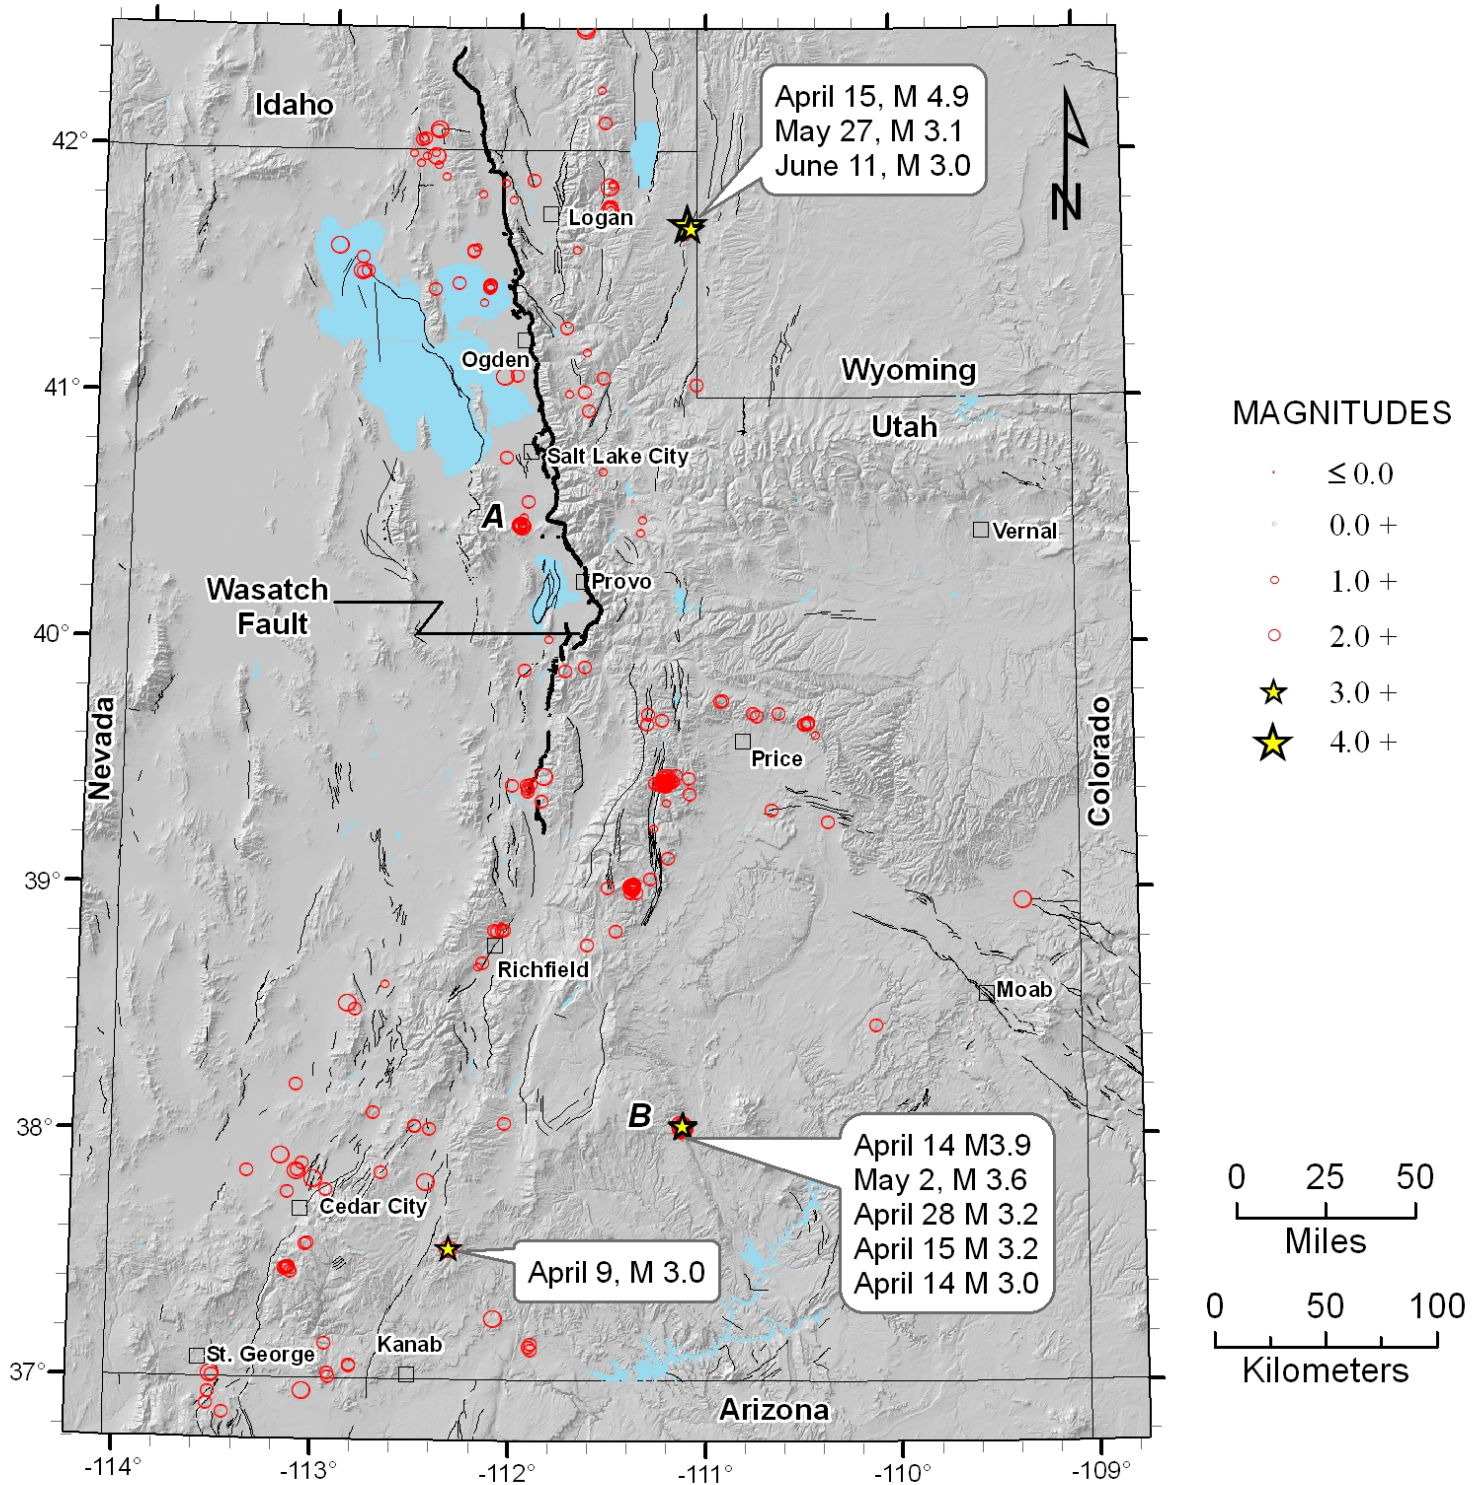 Idaho
April 15, M 4.9
May 27, M 3.1
June 11, M 3.0
N
42°
Logan
Ogden
Wyoming
41°
Utah
MAGNITUDES
≤ 0.0
0.0 +
1.0 +
2.0 +
3.0 +
4.0 +
Salt Lake City
A
Vernal
Wasatch
Fault
Provo
40°
Nevada
Price
Colorado
39°
Richfield
Moab
38°
B
April 14 M3.9
May 2, M 3.6
April 28 M 3.2
April 15 M 3.2
April 14 M 3.0
Cedar City
April 9, M 3.0
0 25 50
Miles
0 50 100
Kilometers
St. George
Kanab
37°
Arizona
-114° -113° -112° -111° -110° -109°